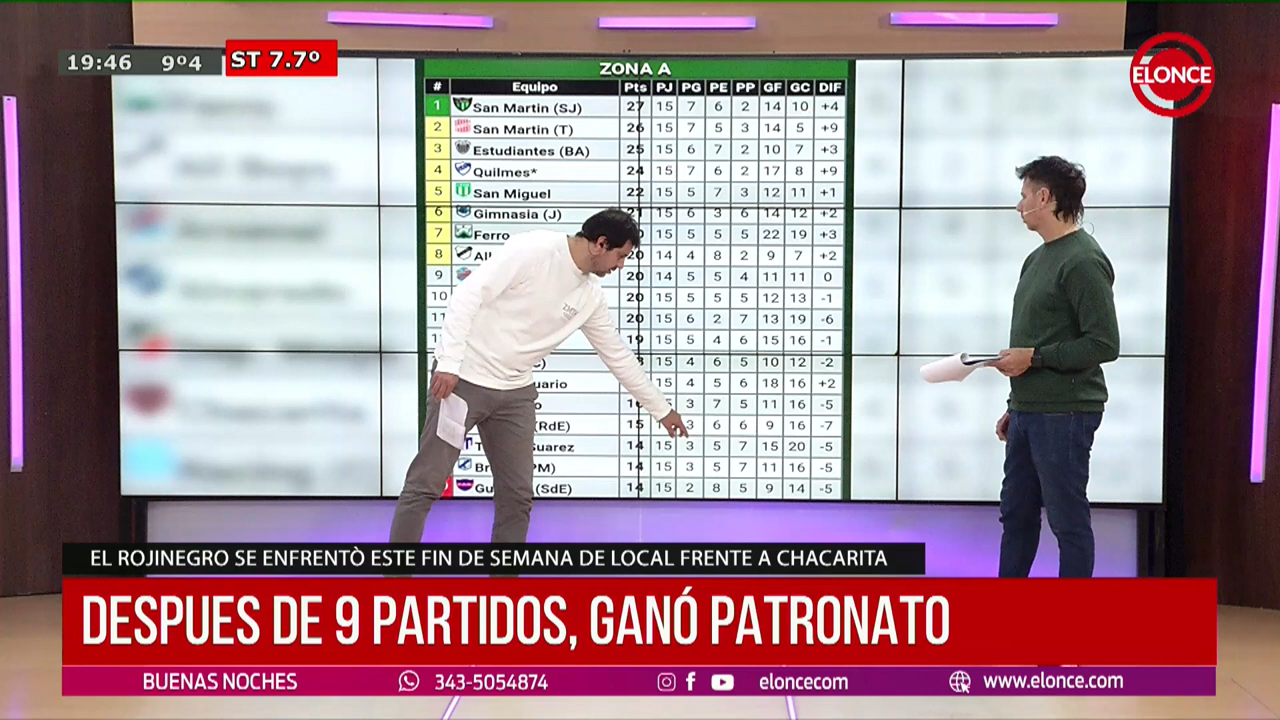 19:46 9º4 ST 7.7º
ÉLONCE
ZONA A
# Equipo Pts PJ PG PE PP GF GC DIF
1 San Martin (SJ) 27 15 7 6 2 14 10 +4
2 San Martin (T) 26 15 7 5 3 14 5 +9
3 Estudiantes (BA) 25 15 6 7 2 10 7 +3
4 Quilmes* 24 15 7 6 2 17 8 +9
5 San Miguel 22 15 5 7 3 12 11 +1
6 Gimnasia (J) 21 15 6 3 6 14 12 +2
7 Ferro 15 5 5 5 22 19 +3
8 20 14 4 8 2 9 7 +2
9 20 14 5 5 4 11 11 0
10 20 15 5 5 5 12 13 -1
11 20 15 6 2 7 13 19 -6
19 15 5 4 6 15 16 -1
15 4 6 5 10 12 -2
15 4 5 6 18 16 +2
3 7 5 11 16 -5
(RdE) 15 3 6 6 9 16 -7
14 15 3 5 7 15 20 -5
14 15 3 5 7 11 16 -5
(SdE) 14 15 2 8 5 9 14 -5
EL ROJINEGRO SE ENFRENTÒ ESTE FIN DE SEMANA DE LOCAL FRENTE A CHACARITA
DESPUES DE 9 PARTIDOS, GANÓ PATRONATO
BUENAS NOCHES 343-5054874 eloncecom www.elonce.com